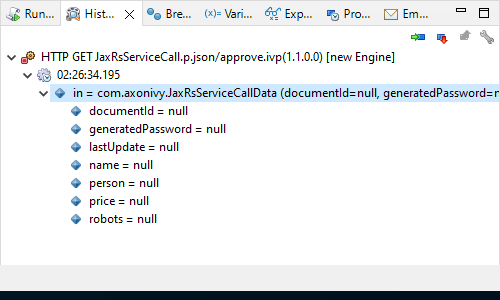 Run... Hist... Bre... (x)= Vari... Exp... Pro... Em...
HTTP GET JaxRsServiceCall.p.json/approve.ivp(1.1.0.0) [new Engine]
02:26:34.195
in = com.axonivy.JaxRsServiceCallData (documentId=null, generatedPassword=n
documentId = null
generatedPassword = null
lastUpdate = null
name = null
person = null
price = null
robots = null